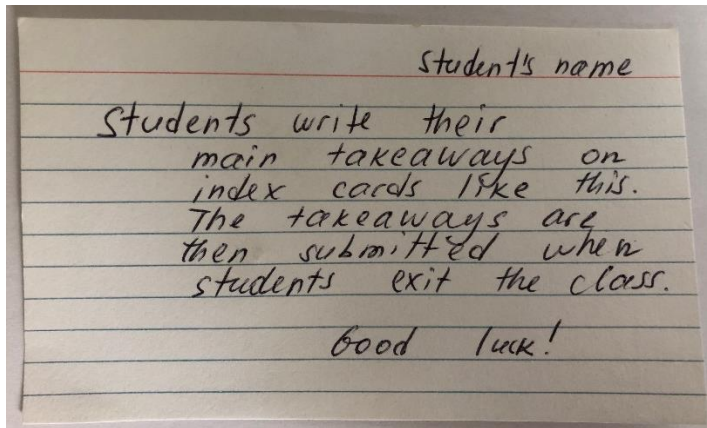 Student's name
Students write their
main takeaways on
index cards like this.
The takeaways are
then submitted when
students exit the class.
Good luck!